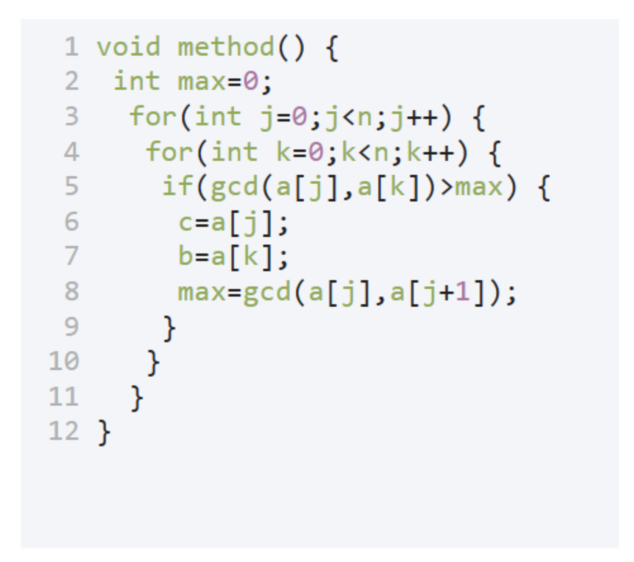 1 void method() {
2 int max=0;
3 for(int j=0;j<n;j++) {
4 for(int k=0;k<n;k++) {
5 if(gcd(a[j],a[k])>max) {
6 c=a[j];
7 b=a[k];
8 max=gcd(a[j],a[j+1]);
9 }
10 }
11 }
12 }